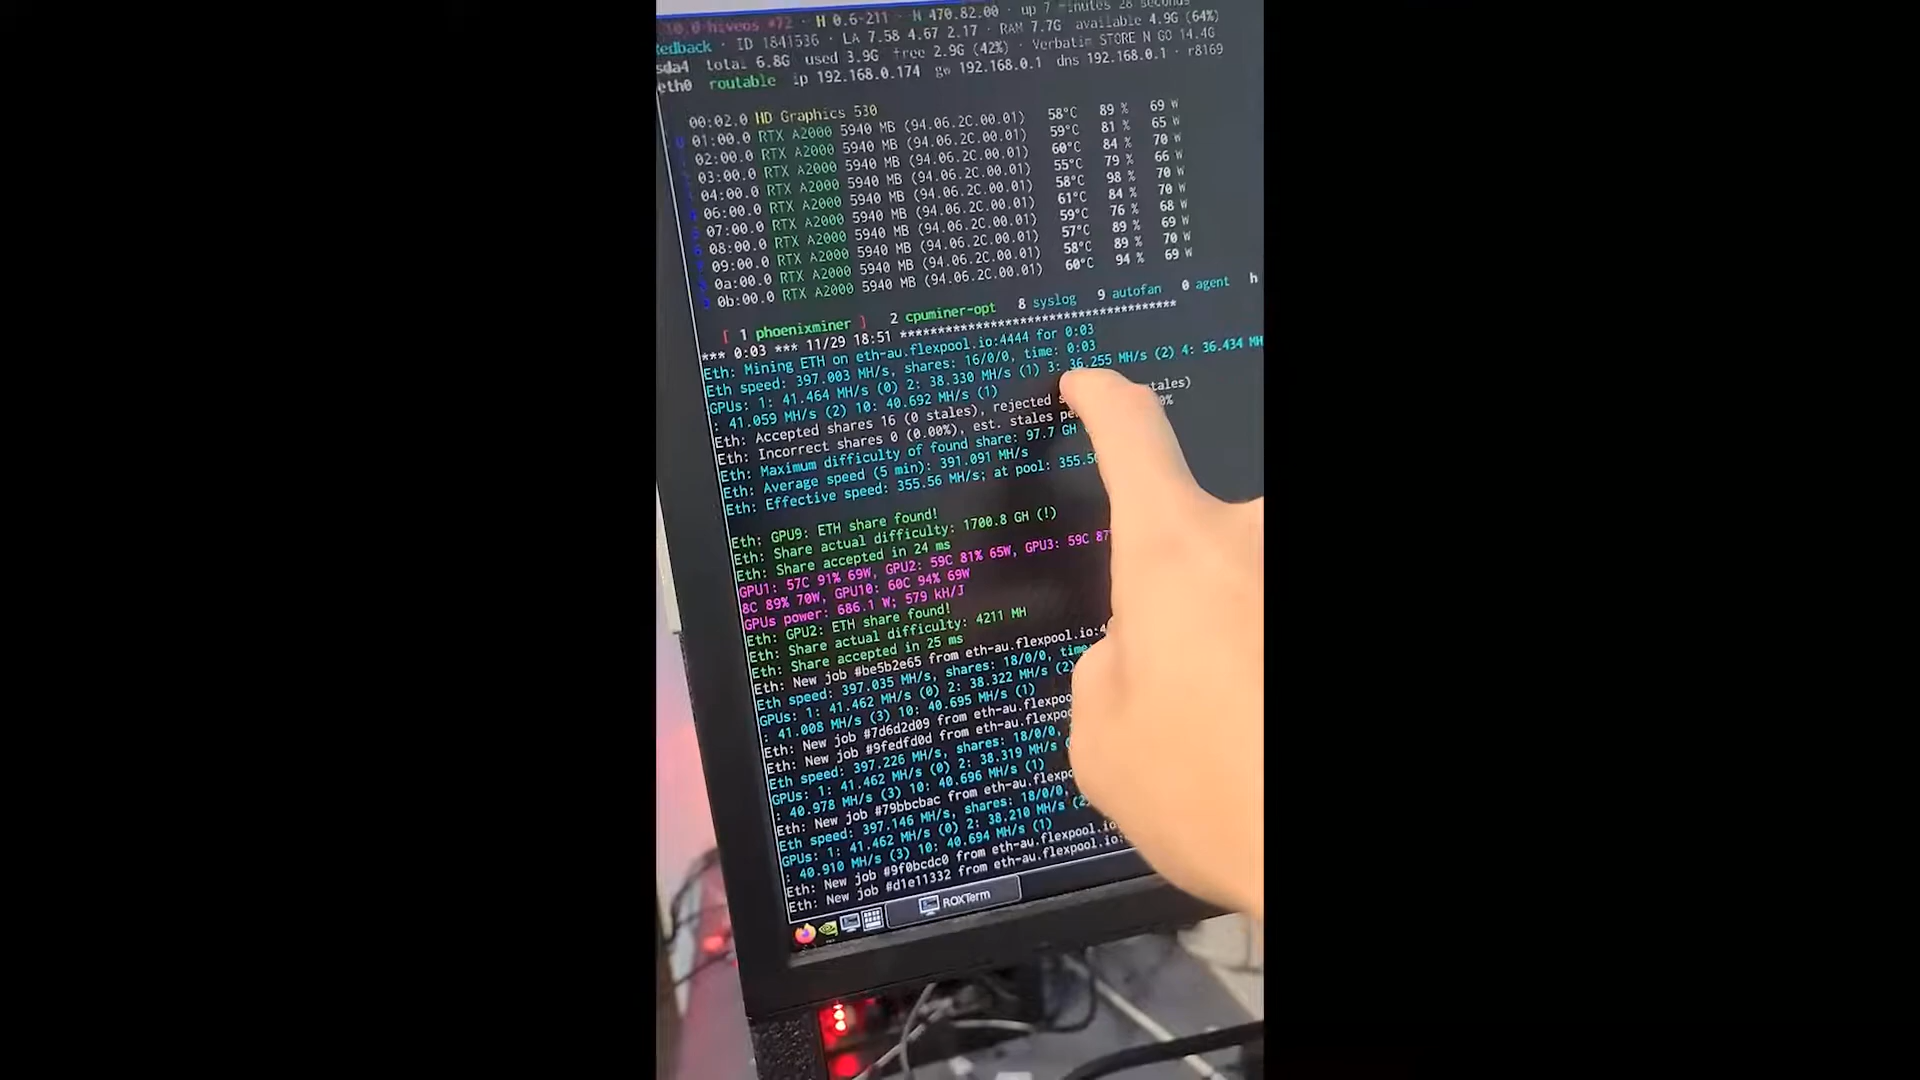 10.0-hiveos #72 · H 0.6-211 · N 470.82.00 · up 7 minutes 28 seconds
Redback · ID 1841536 · LA 7.58 4.67 2.17 · RAM 7.7G available 4.9G (64%)
sda4 total 6.8G used 3.9G free 2.9G (42%) · Verbatim STORE N GO 14.4G
eth0 routable ip 192.168.0.174 gw 192.168.0.1 dns 192.168.0.1 · r8169
00:02.0 HD Graphics 530
01:00.0 RTX A2000 5940 MB (94.06.2C.00.01) 58°C 89 % 69 W
02:00.0 RTX A2000 5940 MB (94.06.2C.00.01) 59°C 81 % 65 W
03:00.0 RTX A2000 5940 MB (94.06.2C.00.01) 60°C 84 % 70 W
04:00.0 RTX A2000 5940 MB (94.06.2C.00.01) 55°C 79 % 66 W
06:00.0 RTX A2000 5940 MB (94.06.2C.00.01) 58°C 98 % 70 W
07:00.0 RTX A2000 5940 MB (94.06.2C.00.01) 61°C 84 % 70 W
08:00.0 RTX A2000 5940 MB (94.06.2C.00.01) 59°C 76 % 68 W
09:00.0 RTX A2000 5940 MB (94.06.2C.00.01) 57°C 89 % 69 W
0a:00.0 RTX A2000 5940 MB (94.06.2C.00.01) 58°C 89 % 70 W
0b:00.0 RTX A2000 5940 MB (94.06.2C.00.01) 60°C 94 % 69 W
[ 1 phoenixminer ] 2 cpuminer-opt 8 syslog 9 autofan 0 agent h
*** 0:03 *** 11/29 18:51 **************************************
Eth: Mining ETH on eth-au.flexpool.io:4444 for 0:03
Eth speed: 397.003 MH/s, shares: 16/0/0, time: 0:03
GPUs: 1: 41.464 MH/s (0) 2: 38.330 MH/s (1) 3: 36.255 MH/s (2) 4: 36.434 MH
: 41.059 MH/s (2) 10: 40.692 MH/s (1)
Eth: Accepted shares 16 (0 stales), rejected s tales)
Eth: Incorrect shares 0 (0.00%), est. stales pe 0%
Eth: Maximum difficulty of found share: 97.7 GH
Eth: Average speed (5 min): 391.091 MH/s
Eth: Effective speed: 355.56 MH/s; at pool: 355.56
Eth: GPU9: ETH share found!
Eth: Share actual difficulty: 1700.8 GH (!)
Eth: Share accepted in 24 ms
GPU1: 57C 91% 69W, GPU2: 59C 81% 65W, GPU3: 59C 87
8C 89% 70W, GPU10: 60C 94% 69W
GPUs power: 686.1 W; 579 kH/J
Eth: GPU2: ETH share found!
Eth: Share actual difficulty: 4211 MH
Eth: Share accepted in 25 ms
Eth: New job #be5b2e65 from eth-au.flexpool.io:4
Eth speed: 397.035 MH/s, shares: 18/0/0, time:
GPUs: 1: 41.462 MH/s (0) 2: 38.322 MH/s (2)
: 41.008 MH/s (3) 10: 40.695 MH/s (1)
Eth: New job #7d6d2d09 from eth-au.flexpoo
Eth: New job #9fedfd0d from eth-au.flexpoo
Eth speed: 397.226 MH/s, shares: 18/0/0,
GPUs: 1: 41.462 MH/s (0) 2: 38.319 MH/s
: 40.978 MH/s (3) 10: 40.696 MH/s (1)
Eth: New job #79bbcbac from eth-au.flexpo
Eth speed: 397.146 MH/s, shares: 18/0/0,
GPUs: 1: 41.462 MH/s (0) 2: 38.210 MH/s (2
: 40.910 MH/s (3) 10: 40.694 MH/s (1)
Eth: New job #9f0bcdc0 from eth-au.flexpool.io
Eth: New job #d1e11332 from eth-au.flexpool.io:
ROXTerm